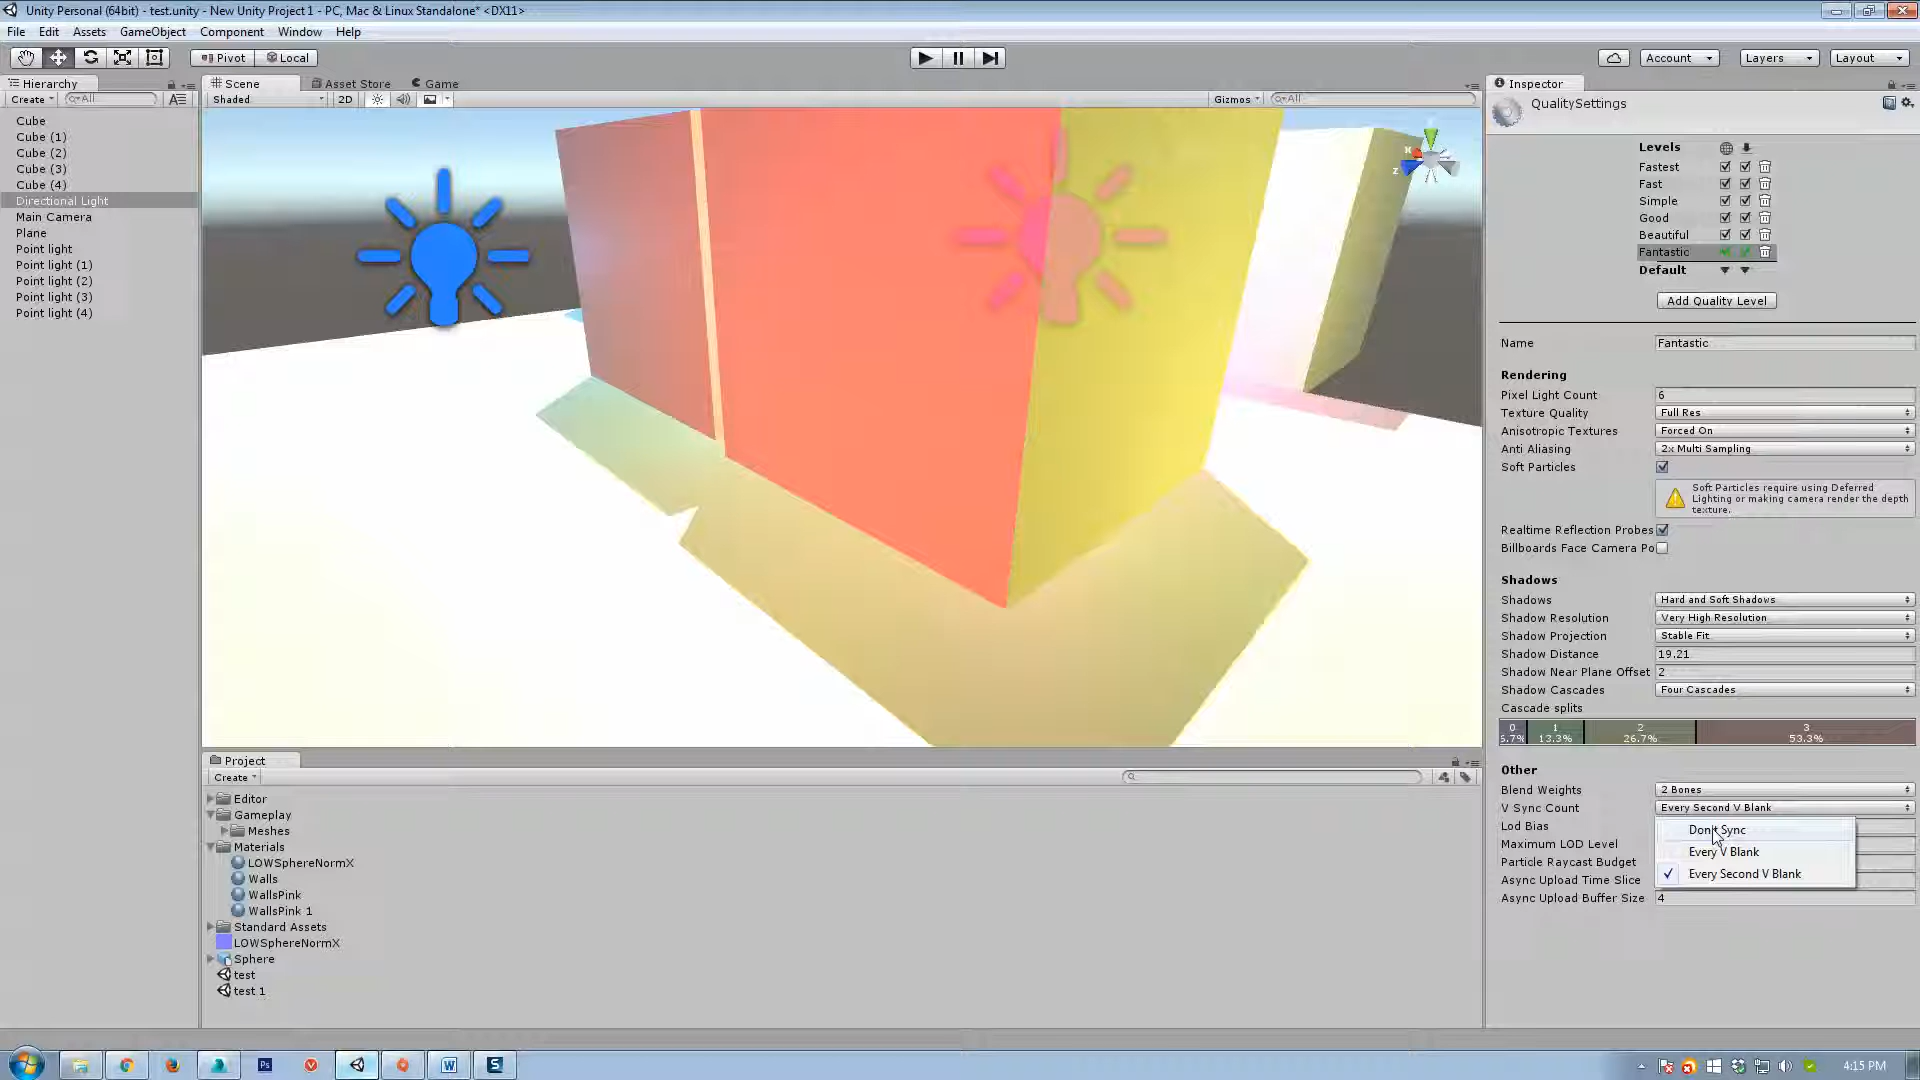 Unity Personal (64bit) - test.unity - New Unity Project 1 - PC, Mac & Linux Standalone* <DX11>
File Edit Assets GameObject Component Window Help
Pivot Local Account Layers Layout
Hierarchy
Create All
Cube
Cube (1)
Cube (2)
Cube (3)
Cube (4)
Directional Light
Main Camera
Plane
Point light
Point light (1)
Point light (2)
Point light (3)
Point light (4)
Scene Asset Store Game
Shaded 2D Gizmos All
x
z
Project
Create
Editor
Gameplay
Meshes
Materials
LOWSphereNormX
Walls
WallsPink
WallsPink 1
Standard Assets
LOWSphereNormX
Sphere
test
test 1
Inspector
QualitySettings
Levels
Fastest
Fast
Simple
Good
Beautiful
Fantastic
Default
Add Quality Level
Name Fantastic
Rendering
Pixel Light Count 6
Texture Quality Full Res
Anisotropic Textures Forced On
Anti Aliasing 2x Multi Sampling
Soft Particles
Soft Particles require using Deferred
Lighting or making camera render the depth
texture.
Realtime Reflection Probes
Billboards Face Camera Po
Shadows
Shadows Hard and Soft Shadows
Shadow Resolution Very High Resolution
Shadow Projection Stable Fit
Shadow Distance 19.21
Shadow Near Plane Offset 2
Shadow Cascades Four Cascades
Cascade splits
0 1 2 3
13.3% 26.7% 53.3%
Other
Blend Weights 2 Bones
V Sync Count Every Second V Blank
Lod Bias
Maximum LOD Level
Particle Raycast Budget
Async Upload Time Slice
Async Upload Buffer Size 4
Don't Sync
Every V Blank
Every Second V Blank
Ps W S
4:15 PM